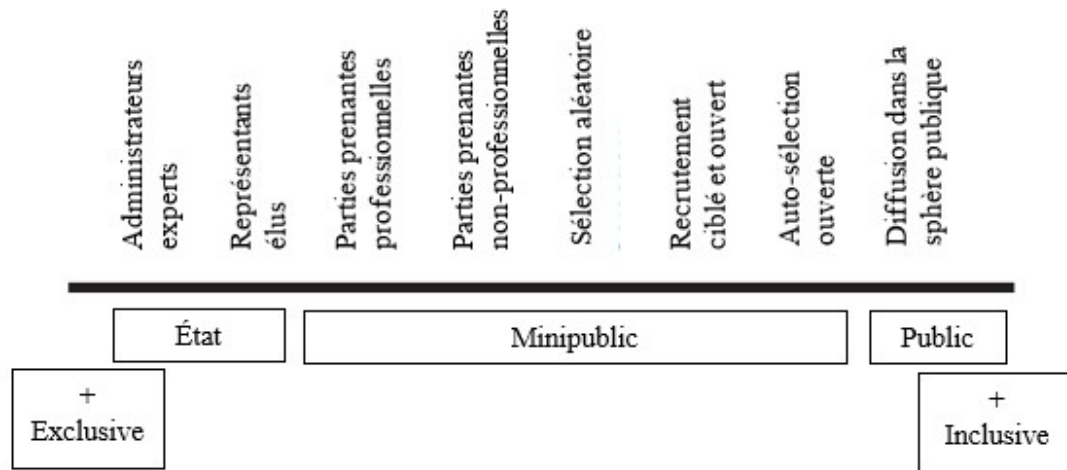 Administrateurs
experts
Représentants
élus
Parties prenantes
professionnelles
Parties prenantes
non-professionnelles
Sélection aléatoire
Recrutement
ciblé et ouvert
Auto-sélection
ouverte
Diffusion dans la
sphère publique
État
Minipublic
Public
+
Exclusive
+
Inclusive